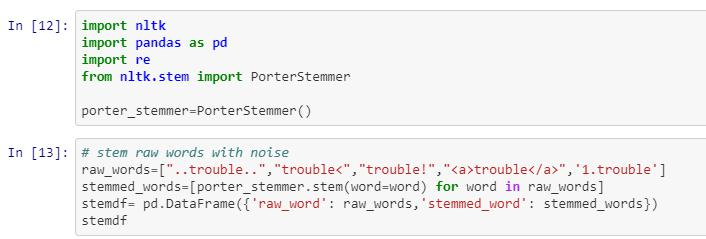 In [12]: import nltk
import pandas as pd
import re
from nltk.stem import PorterStemmer
porter_stemmer=PorterStemmer()
In [13]: # stem raw words with noise
raw_words=["..trouble..","trouble<","trouble!","<a>trouble</a>",'1.trouble']
stemmed_words=[porter_stemmer.stem(word=word) for word in raw_words]
stemdf= pd.DataFrame({'raw_word': raw_words,'stemmed_word': stemmed_words})
stemdf